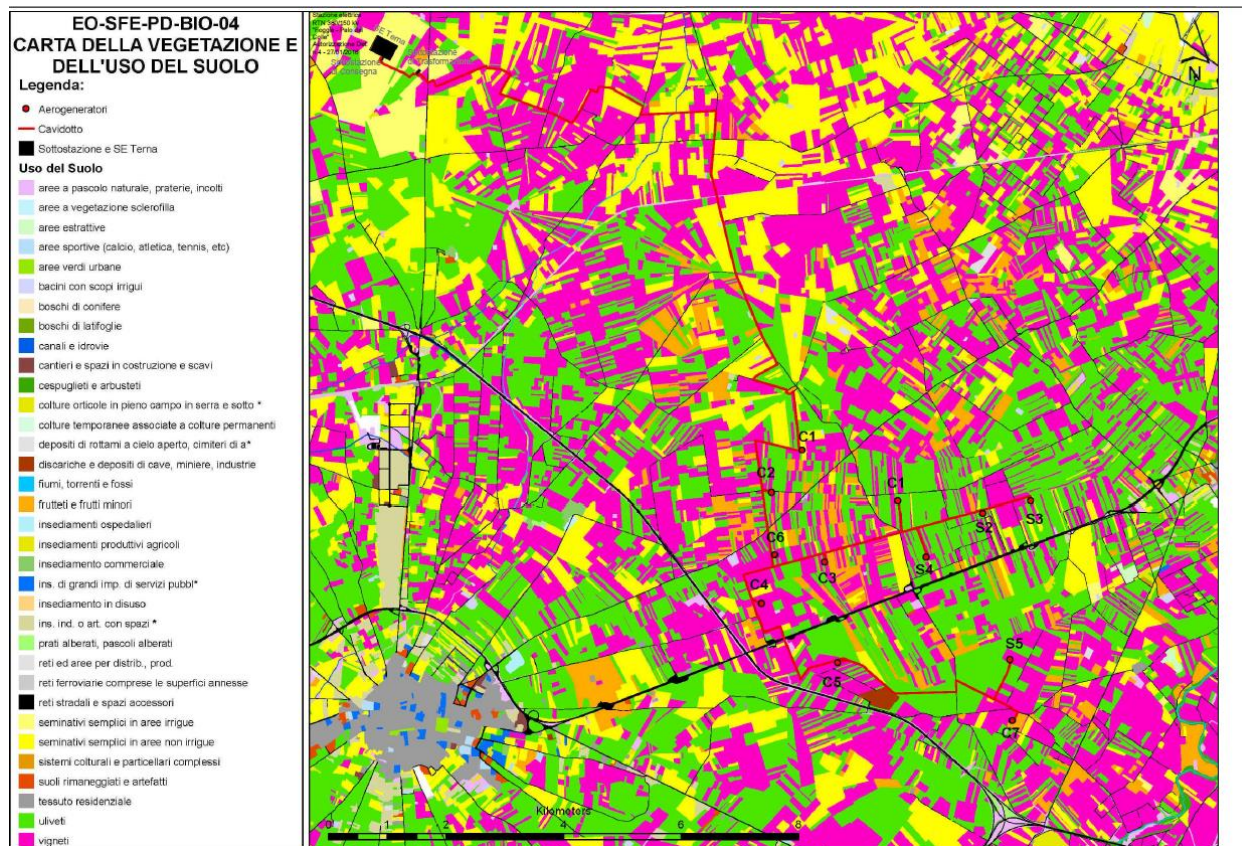 EO-SFE-PD-BIO-04
CARTA DELLA VEGETAZIONE E
DELL'USO DEL SUOLO
Legenda:
Aerogeneratori
Cavidotto
Sottostazione e SE Terna
Uso del Suolo
aree a pascolo naturale, praterie, incolti
aree a vegetazione sclerofilla
aree estrattive
aree sportive (calcio, atletica, tennis, etc)
aree verdi urbane
bacini con scopi irrigui
boschi di conifere
boschi di latifoglie
canali e idrovie
cantieri e spazi in costruzione e scavi
cespuglieti e arbusteti
colture orticole in pieno campo in serra e sotto *
colture temporanee associate a colture permanenti
depositi di rottami a cielo aperto, cimiteri di a*
discariche e depositi di cave, miniere, industrie
fiumi, torrenti e fossi
frutteti e frutti minori
insediamenti ospedalieri
insediamenti produttivi agricoli
insediamento commerciale
ins. di grandi imp. di servizi pubbl*
insediamento in disuso
ins. ind. o art. con spazi *
prati alberati, pascoli alberati
reti ed aree per distrib., prod.
reti ferroviarie comprese le superfici annesse
reti stradali e spazi accessori
seminativi semplici in aree irrigue
seminativi semplici in aree non irrigue
sistemi colturali e particellari complessi
suoli rimaneggiati e artefatti
tessuto residenziale
uliveti
vigneti
Stazione elettrica
SE Terna
Sottostazione
di Consegna
N
C1
C2
C1
S2
S3
C6
C3
S4
C4
C5
S5
C7
Kilometers
0 1 2 4 6 8